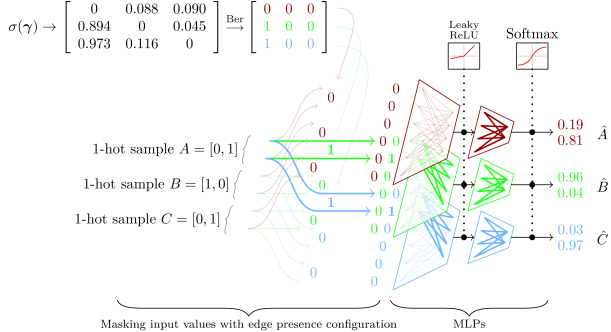 σ(γ) → [ 0 0.088 0.090
0.894 0 0.045
0.973 0.116 0 ]
Ber
→
[ 0 0 0
1 0 0
1 0 0 ]
Leaky
ReLU
Softmax
1-hot sample A = [0, 1]
1-hot sample B = [1, 0]
1-hot sample C = [0, 1]
0
0
0
0
0
0
0
1
1
0
0
0
0
0 0
0 1
0
0
0 0
0 1
0
0
0
0
0.19
0.81
Â
0.96
0.04
B̂
0.03
0.97
Ĉ
Masking input values with edge presence configuration
MLPs